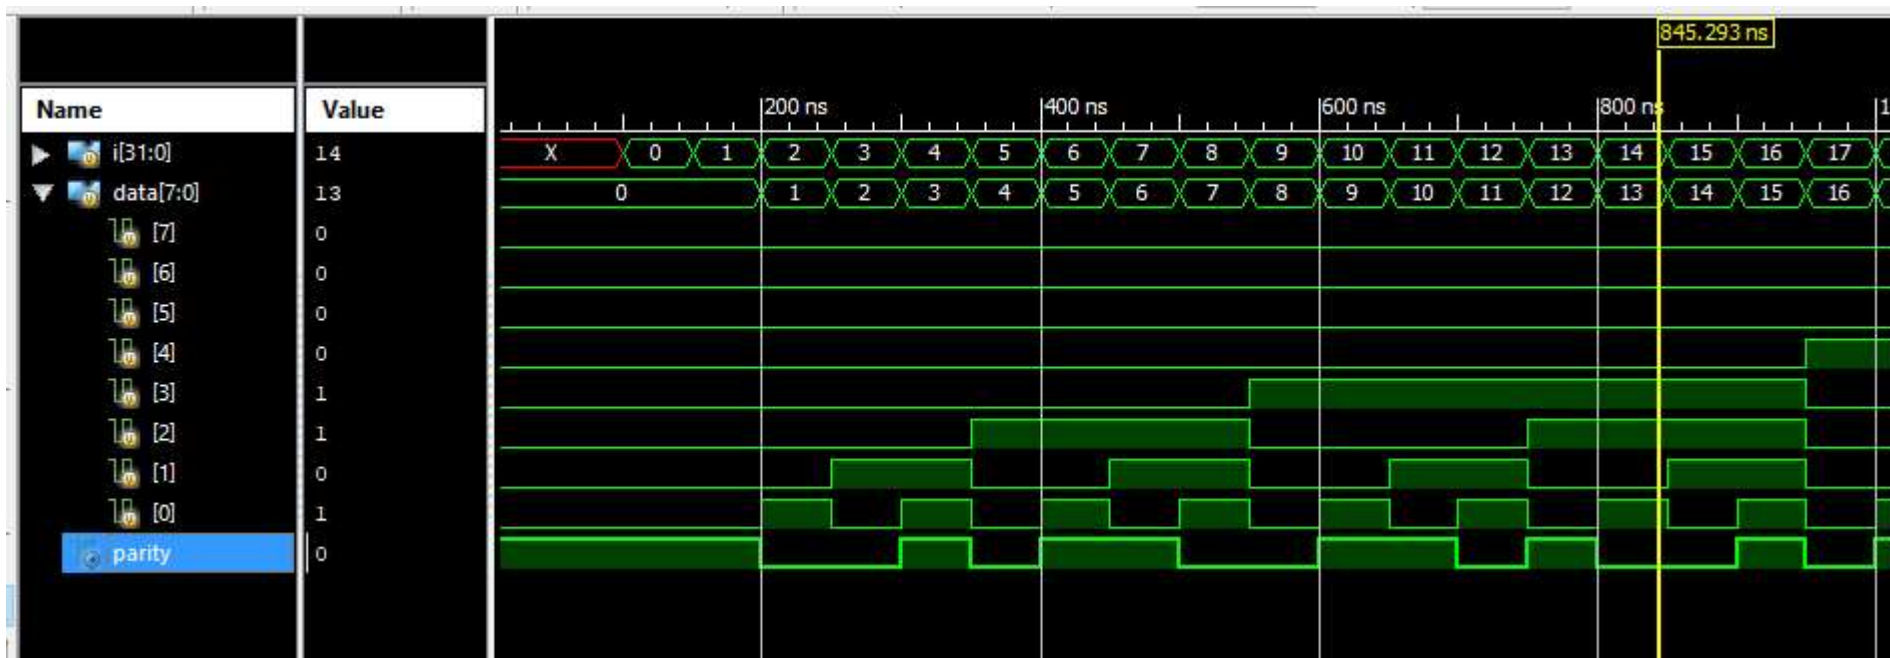 845.293 ns
Name Value 200 ns 400 ns 600 ns 800 ns 1
i[31:0] 14 X 0 1 2 3 4 5 6 7 8 9 10 11 12 13 14 15 16 17
data[7:0] 13 0 1 2 3 4 5 6 7 8 9 10 11 12 13 14 15 16
[7] 0
[6] 0
[5] 0
[4] 0
[3] 1
[2] 1
[1] 0
[0] 1
parity 0